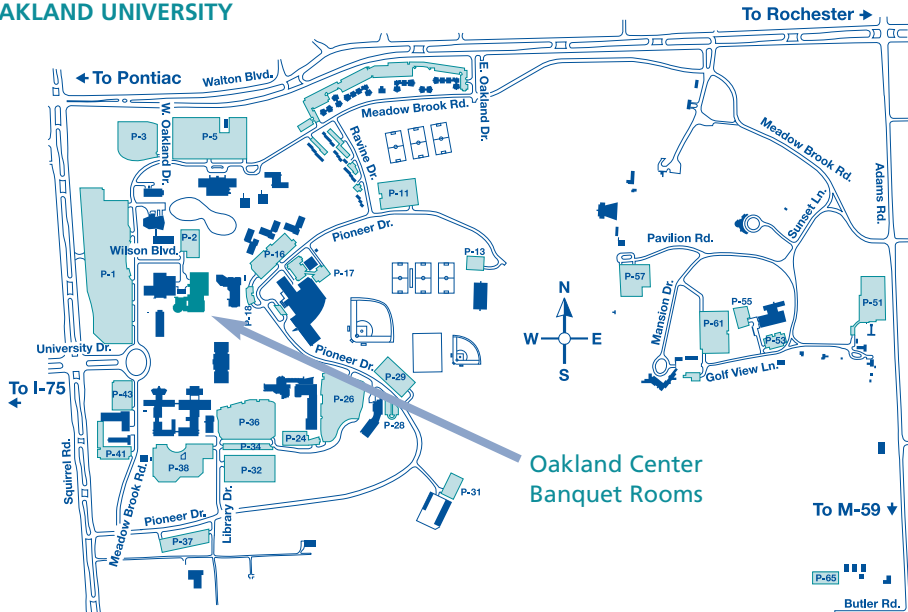 AKLAND UNIVERSITY
To Rochester
To Pontiac
Walton Blvd.
E. Oakland Dr.
W. Oakland Dr.
Meadow Brook Rd.
P-3
P-5
Ravine Dr.
Meadow Brook Rd.
Adams Rd.
P-11
Sunset Ln.
Pioneer Dr.
P-2
Wilson Blvd.
P-16
P-13
Pavilion Rd.
P-1
P-17
P-57
Mansion Dr.
P-18
N
P-55
P-51
P-61
W
E
P-53
University Dr.
Pioneer Dr.
S
Golf View Ln.
To I-75
P-29
P-43
P-26
P-36
P-28
P-24
P-41
P-34
P-38
P-32
Squirrel Rd.
Meadow Brook Rd.
Library Dr.
Oakland Center
Banquet Rooms
P-31
To M-59
Pioneer Dr.
P-37
P-65
Butler Rd.